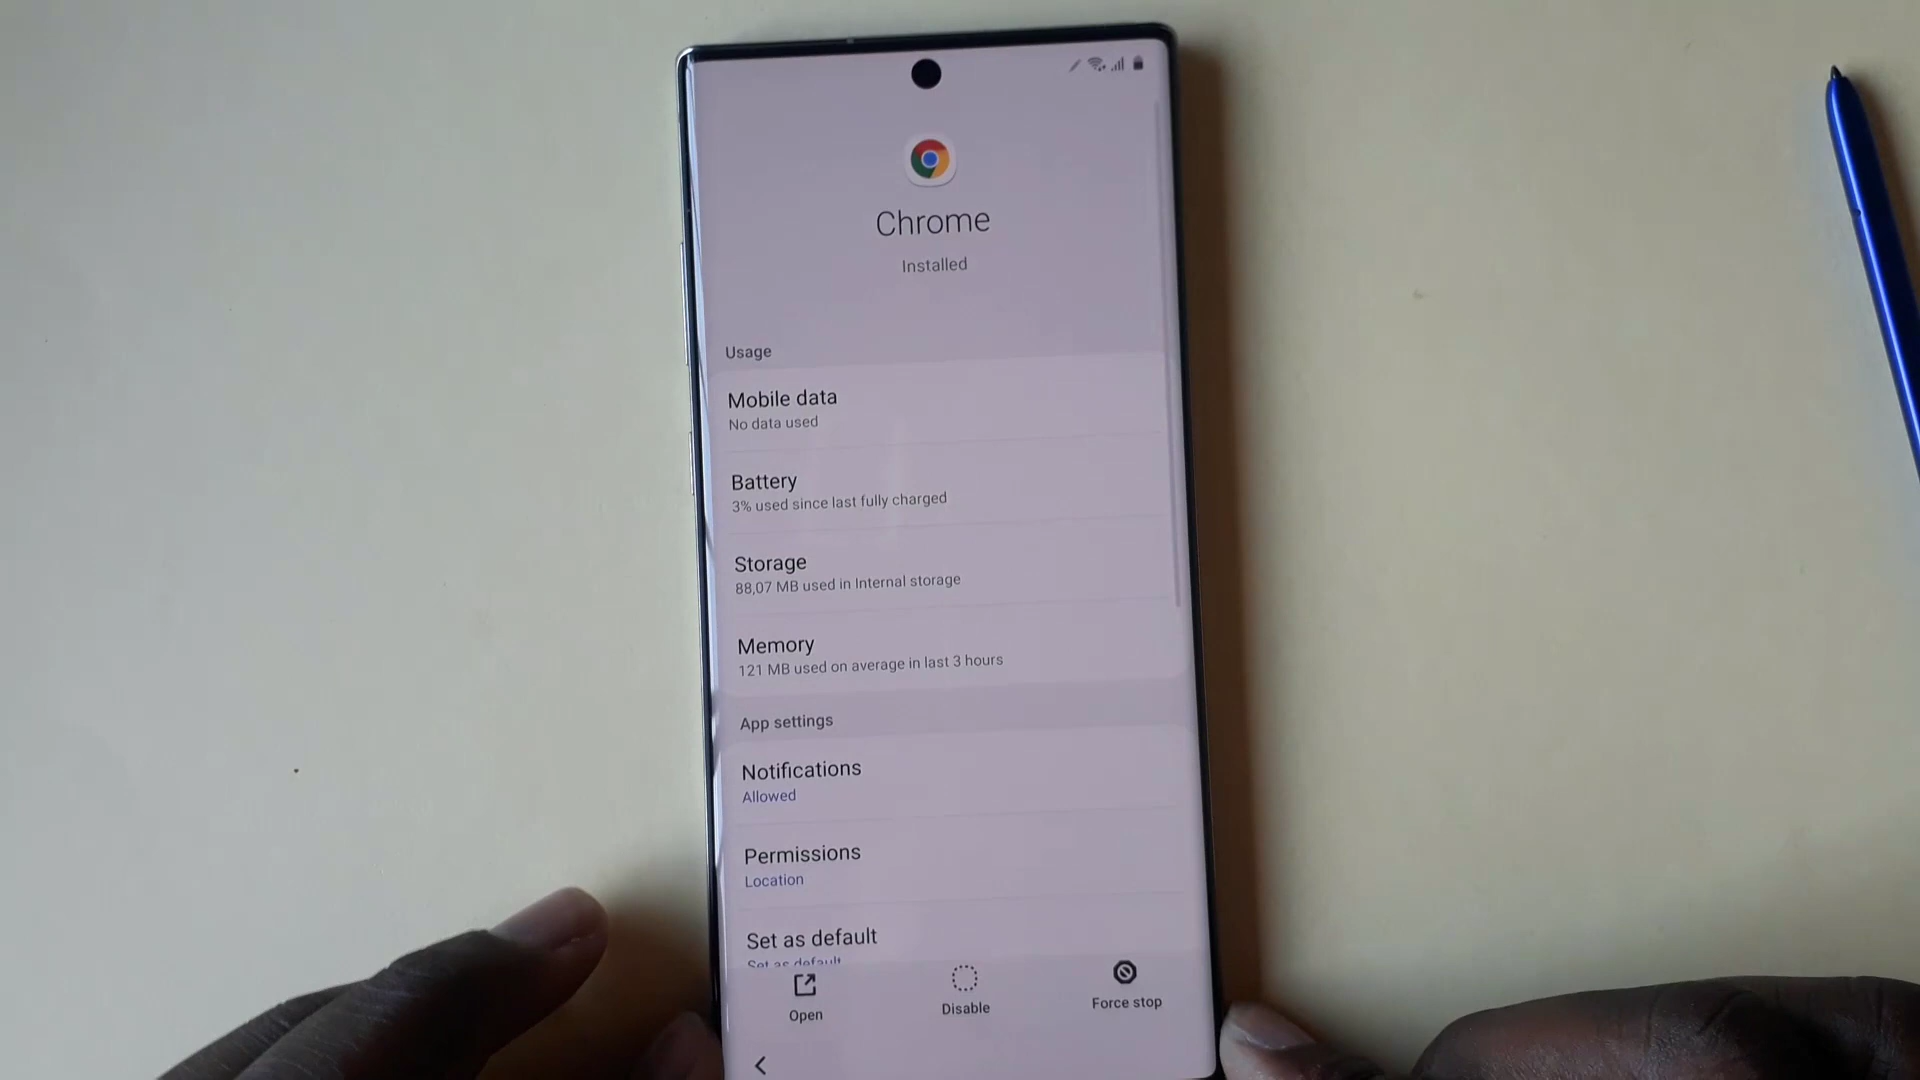 Chrome
Installed
Usage
Mobile data
No data used
Battery
3% used since last fully charged
Storage
88,07 MB used in Internal storage
Memory
121 MB used on average in last 3 hours
App settings
Notifications
Allowed
Permissions
Location
Set as default
Set as default
Open
Disable
Force stop